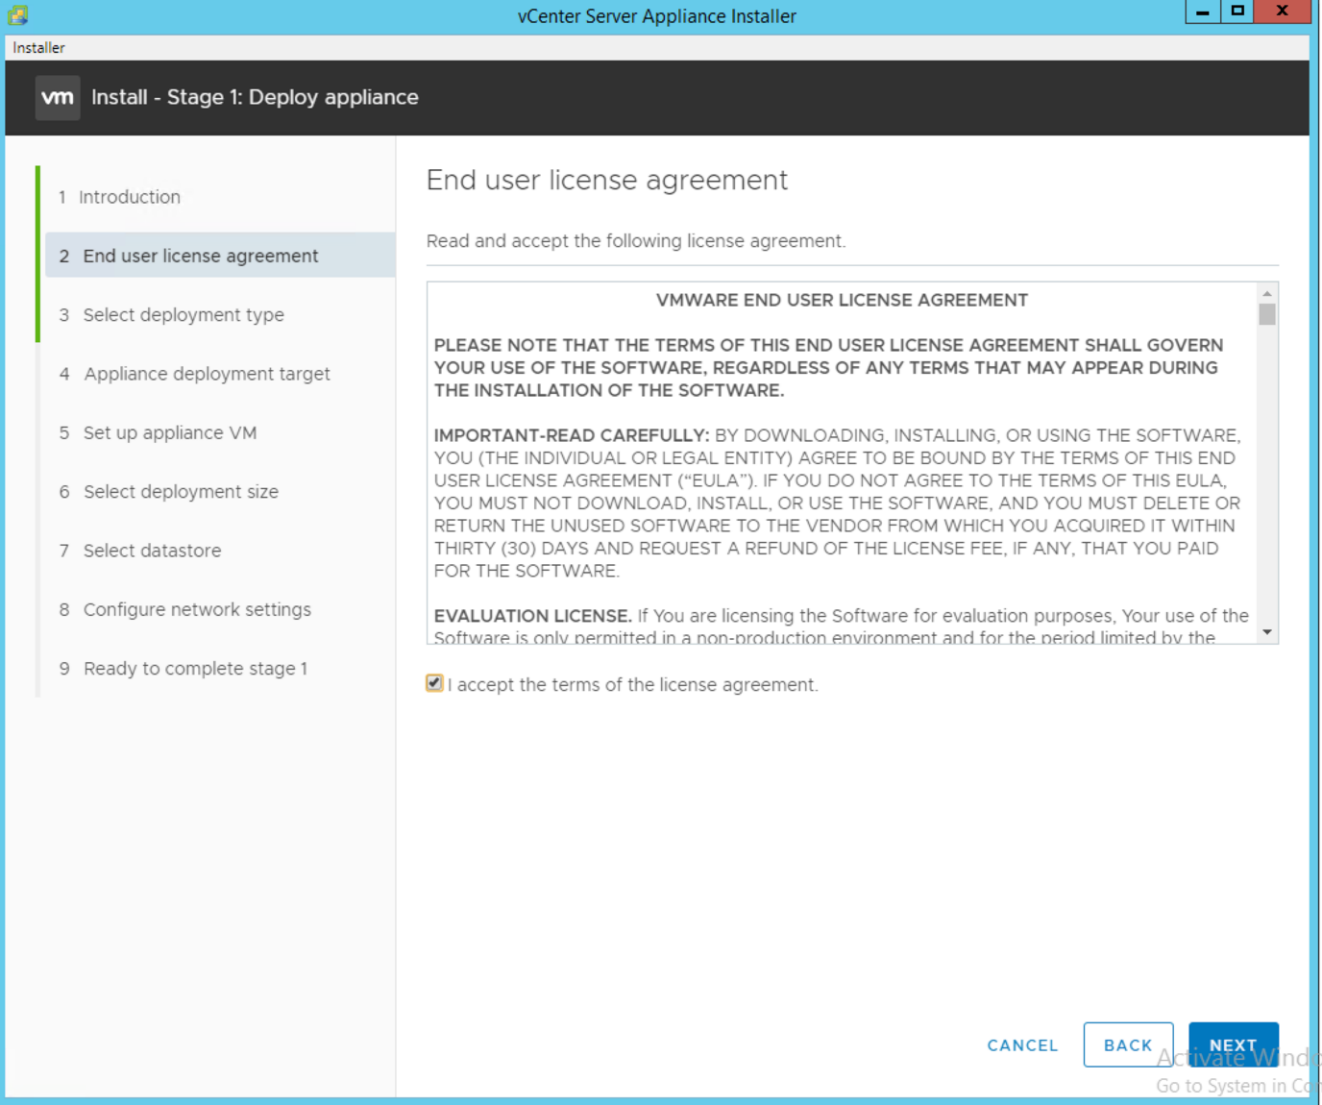 vCenter Server Appliance Installer
Installer
vm Install - Stage 1: Deploy appliance
1 Introduction
2 End user license agreement
3 Select deployment type
4 Appliance deployment target
5 Set up appliance VM
6 Select deployment size
7 Select datastore
8 Configure network settings
9 Ready to complete stage 1
End user license agreement
Read and accept the following license agreement.
VMWARE END USER LICENSE AGREEMENT
PLEASE NOTE THAT THE TERMS OF THIS END USER LICENSE AGREEMENT SHALL GOVERN
YOUR USE OF THE SOFTWARE, REGARDLESS OF ANY TERMS THAT MAY APPEAR DURING
THE INSTALLATION OF THE SOFTWARE.
IMPORTANT-READ CAREFULLY: BY DOWNLOADING, INSTALLING, OR USING THE SOFTWARE,
YOU (THE INDIVIDUAL OR LEGAL ENTITY) AGREE TO BE BOUND BY THE TERMS OF THIS END
USER LICENSE AGREEMENT (“EULA”). IF YOU DO NOT AGREE TO THE TERMS OF THIS EULA,
YOU MUST NOT DOWNLOAD, INSTALL, OR USE THE SOFTWARE, AND YOU MUST DELETE OR
RETURN THE UNUSED SOFTWARE TO THE VENDOR FROM WHICH YOU ACQUIRED IT WITHIN
THIRTY (30) DAYS AND REQUEST A REFUND OF THE LICENSE FEE, IF ANY, THAT YOU PAID
FOR THE SOFTWARE.
EVALUATION LICENSE. If You are licensing the Software for evaluation purposes, Your use of the
Software is only permitted in a non-production environment and for the period limited by the
I accept the terms of the license agreement.
CANCEL BACK NEXT
Activate Wind
Go to System in Co